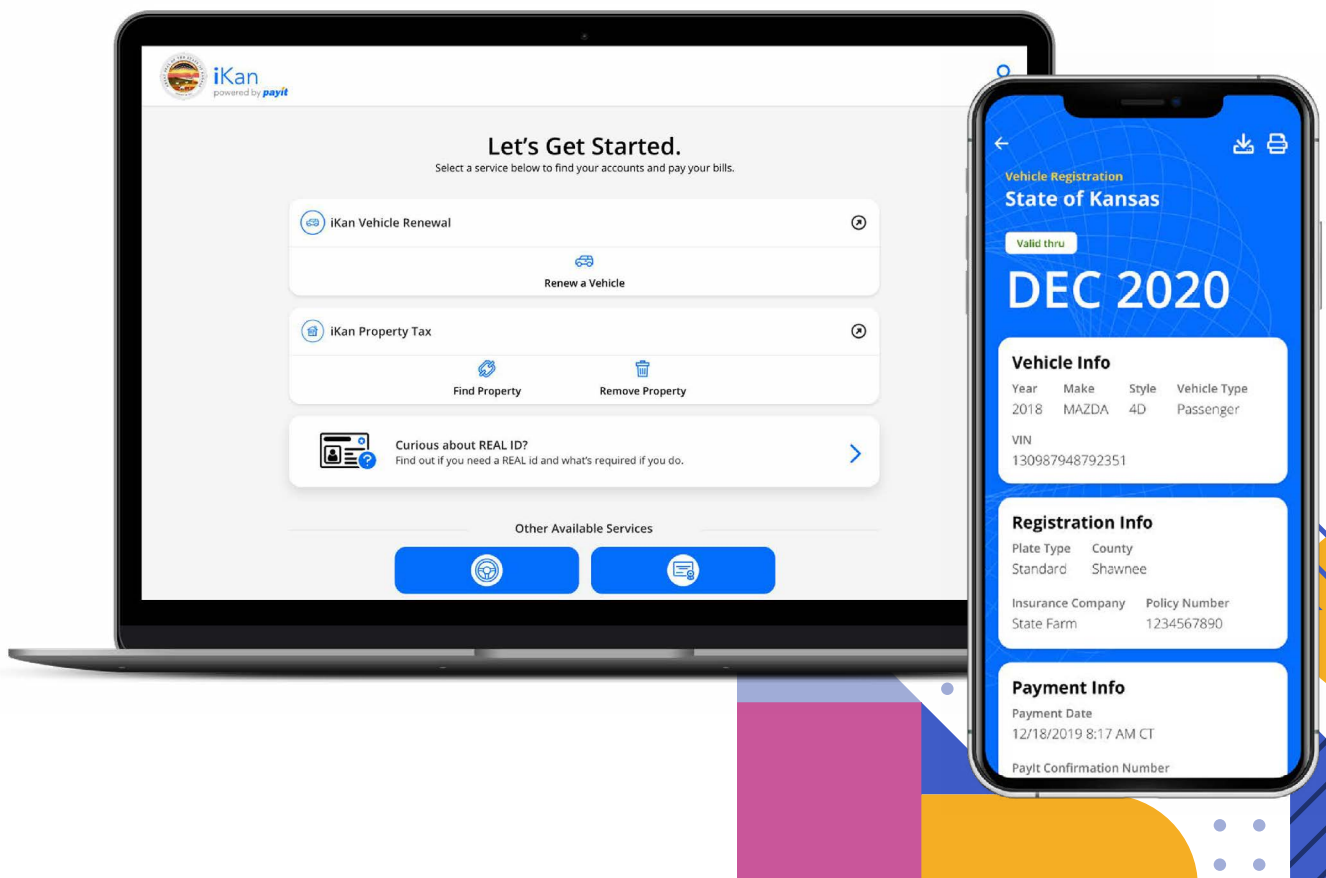 iKan
powered by payit
Let's Get Started.
Select a service below to find your accounts and pay your bills.
iKan Vehicle Renewal
Renew a Vehicle
iKan Property Tax
Find Property Remove Property
Curious about REAL ID?
Find out if you need a REAL id and what's required if you do.
Other Available Services
Vehicle Registration
State of Kansas
Valid thru
DEC 2020
Vehicle Info
Year Make Style Vehicle Type
2018 MAZDA 4D Passenger
VIN
130987948792351
Registration Info
Plate Type County
Standard Shawnee
Insurance Company Policy Number
State Farm 1234567890
Payment Info
Payment Date
12/18/2019 8:17 AM CT
PayIt Confirmation Number